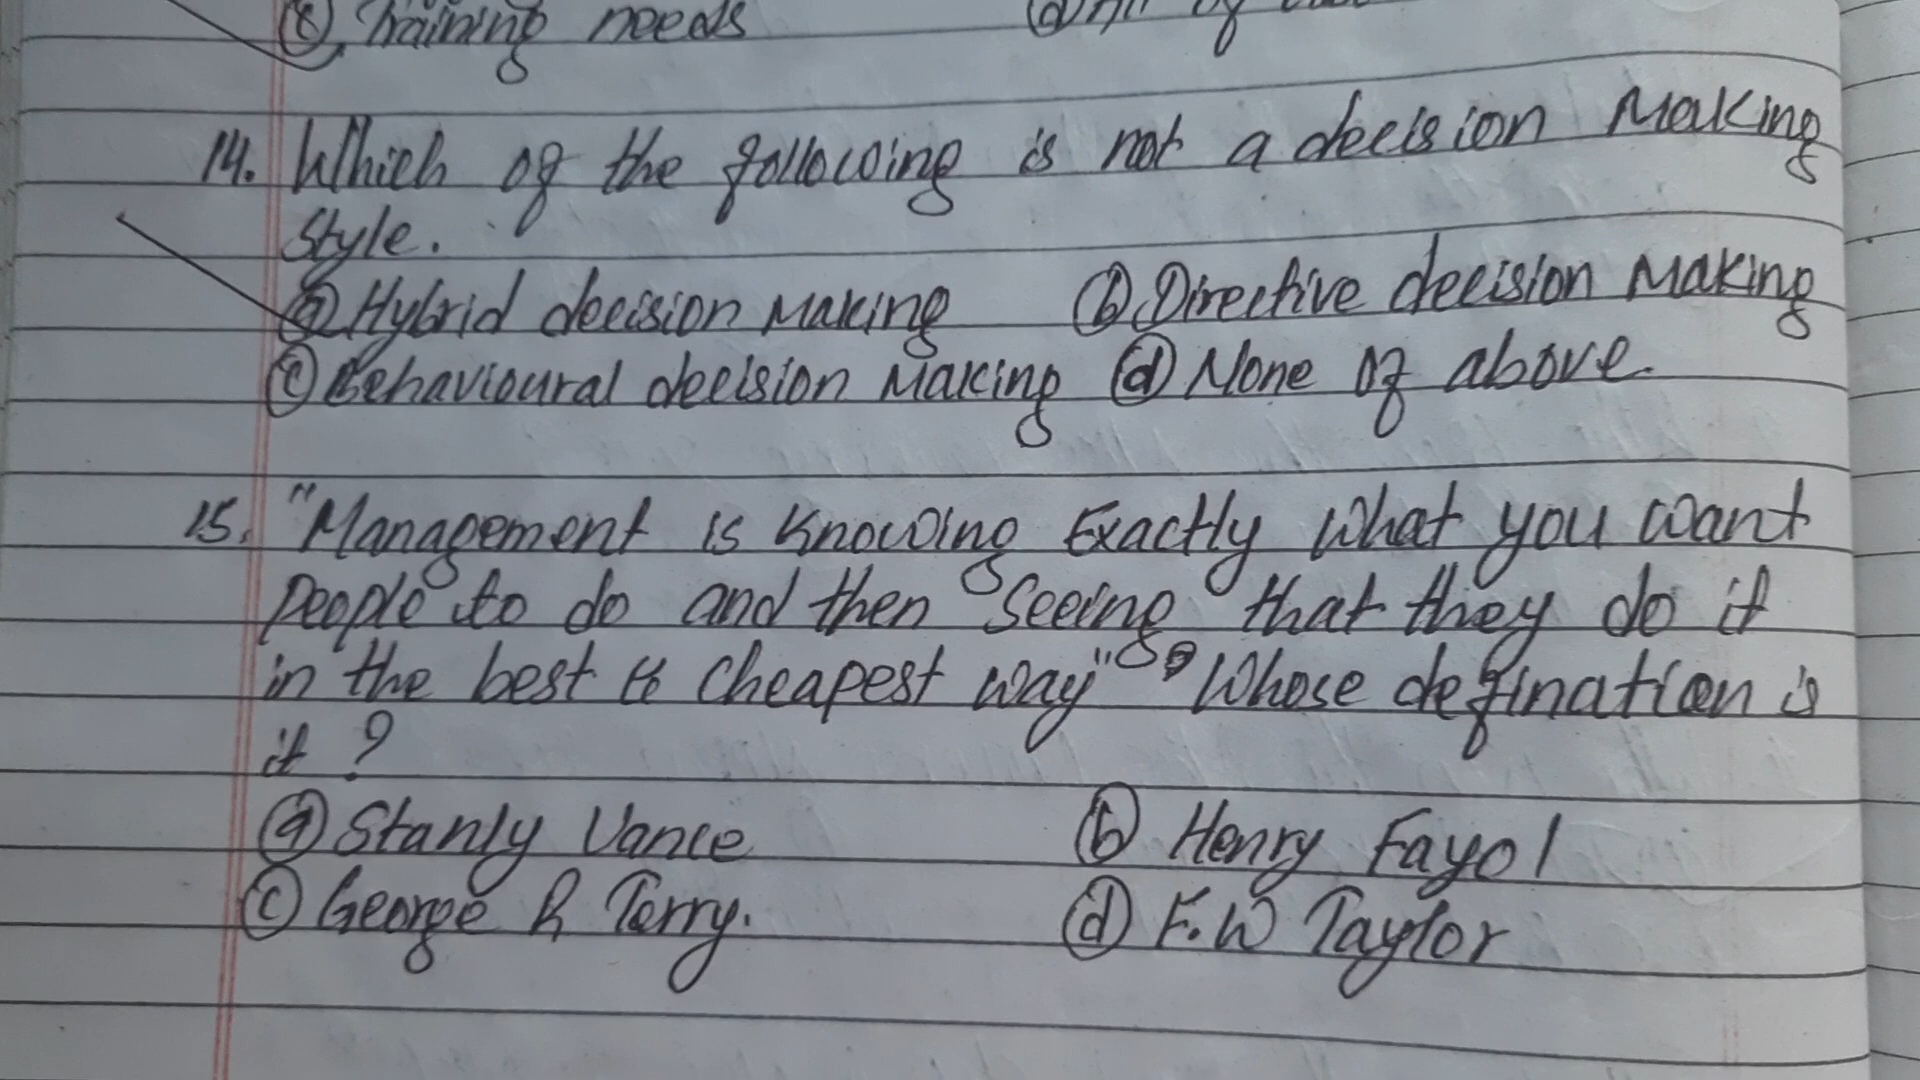 (c) Training needs (d) All of
14. Which of the following is not a decision Making
Style.
(a) Hybrid decision Making (b) Directive decision Making
(c) Behavioural decision Making (d) None of above.
15. "Management is Knowing Exactly What you want
people to do and then Seeing that they do it
in the best & Cheapest way", Whose defination is
it ?
(a) Stanly Vance (b) Henry Fayol
(c) George R Terry. (d) F.W Taylor